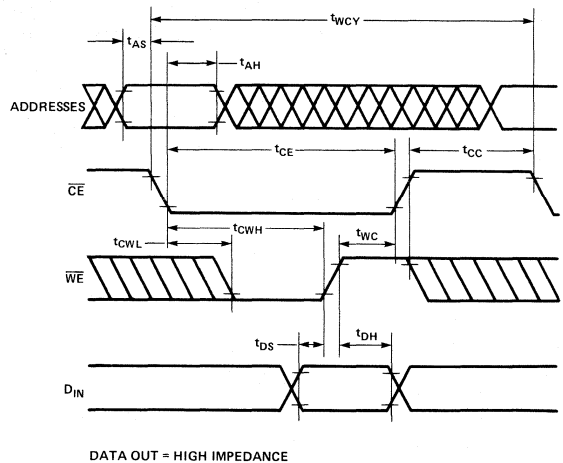 tWCY
tAS
tAH
ADDRESSES
tCE
tCC
CE
tCWH
tCWL
tWC
WE
tDS
tDH
DIN
DATA OUT = HIGH IMPEDANCE